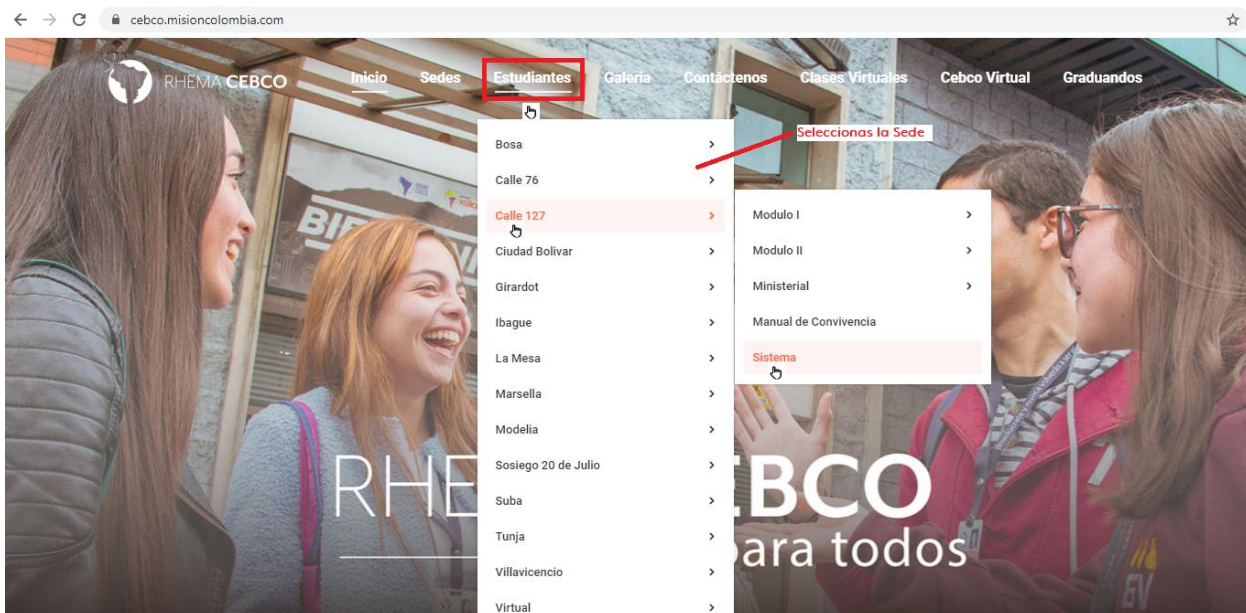 cebco.misioncolombia.com
RHEMA CEBCO
Inicio Sedes Estudiantes Galeria Contáctenos Clases Virtuales Cebco Virtual Graduandos
Seleccionas la Sede
Bosa
Calle 76
Calle 127
Ciudad Bolivar
Girardot
Ibague
La Mesa
Marsella
Modelia
Sosiego 20 de Julio
Suba
Tunja
Villavicencio
Virtual
Modulo I
Modulo II
Ministerial
Manual de Convivencia
Sistema
RHE EBCO
para todos